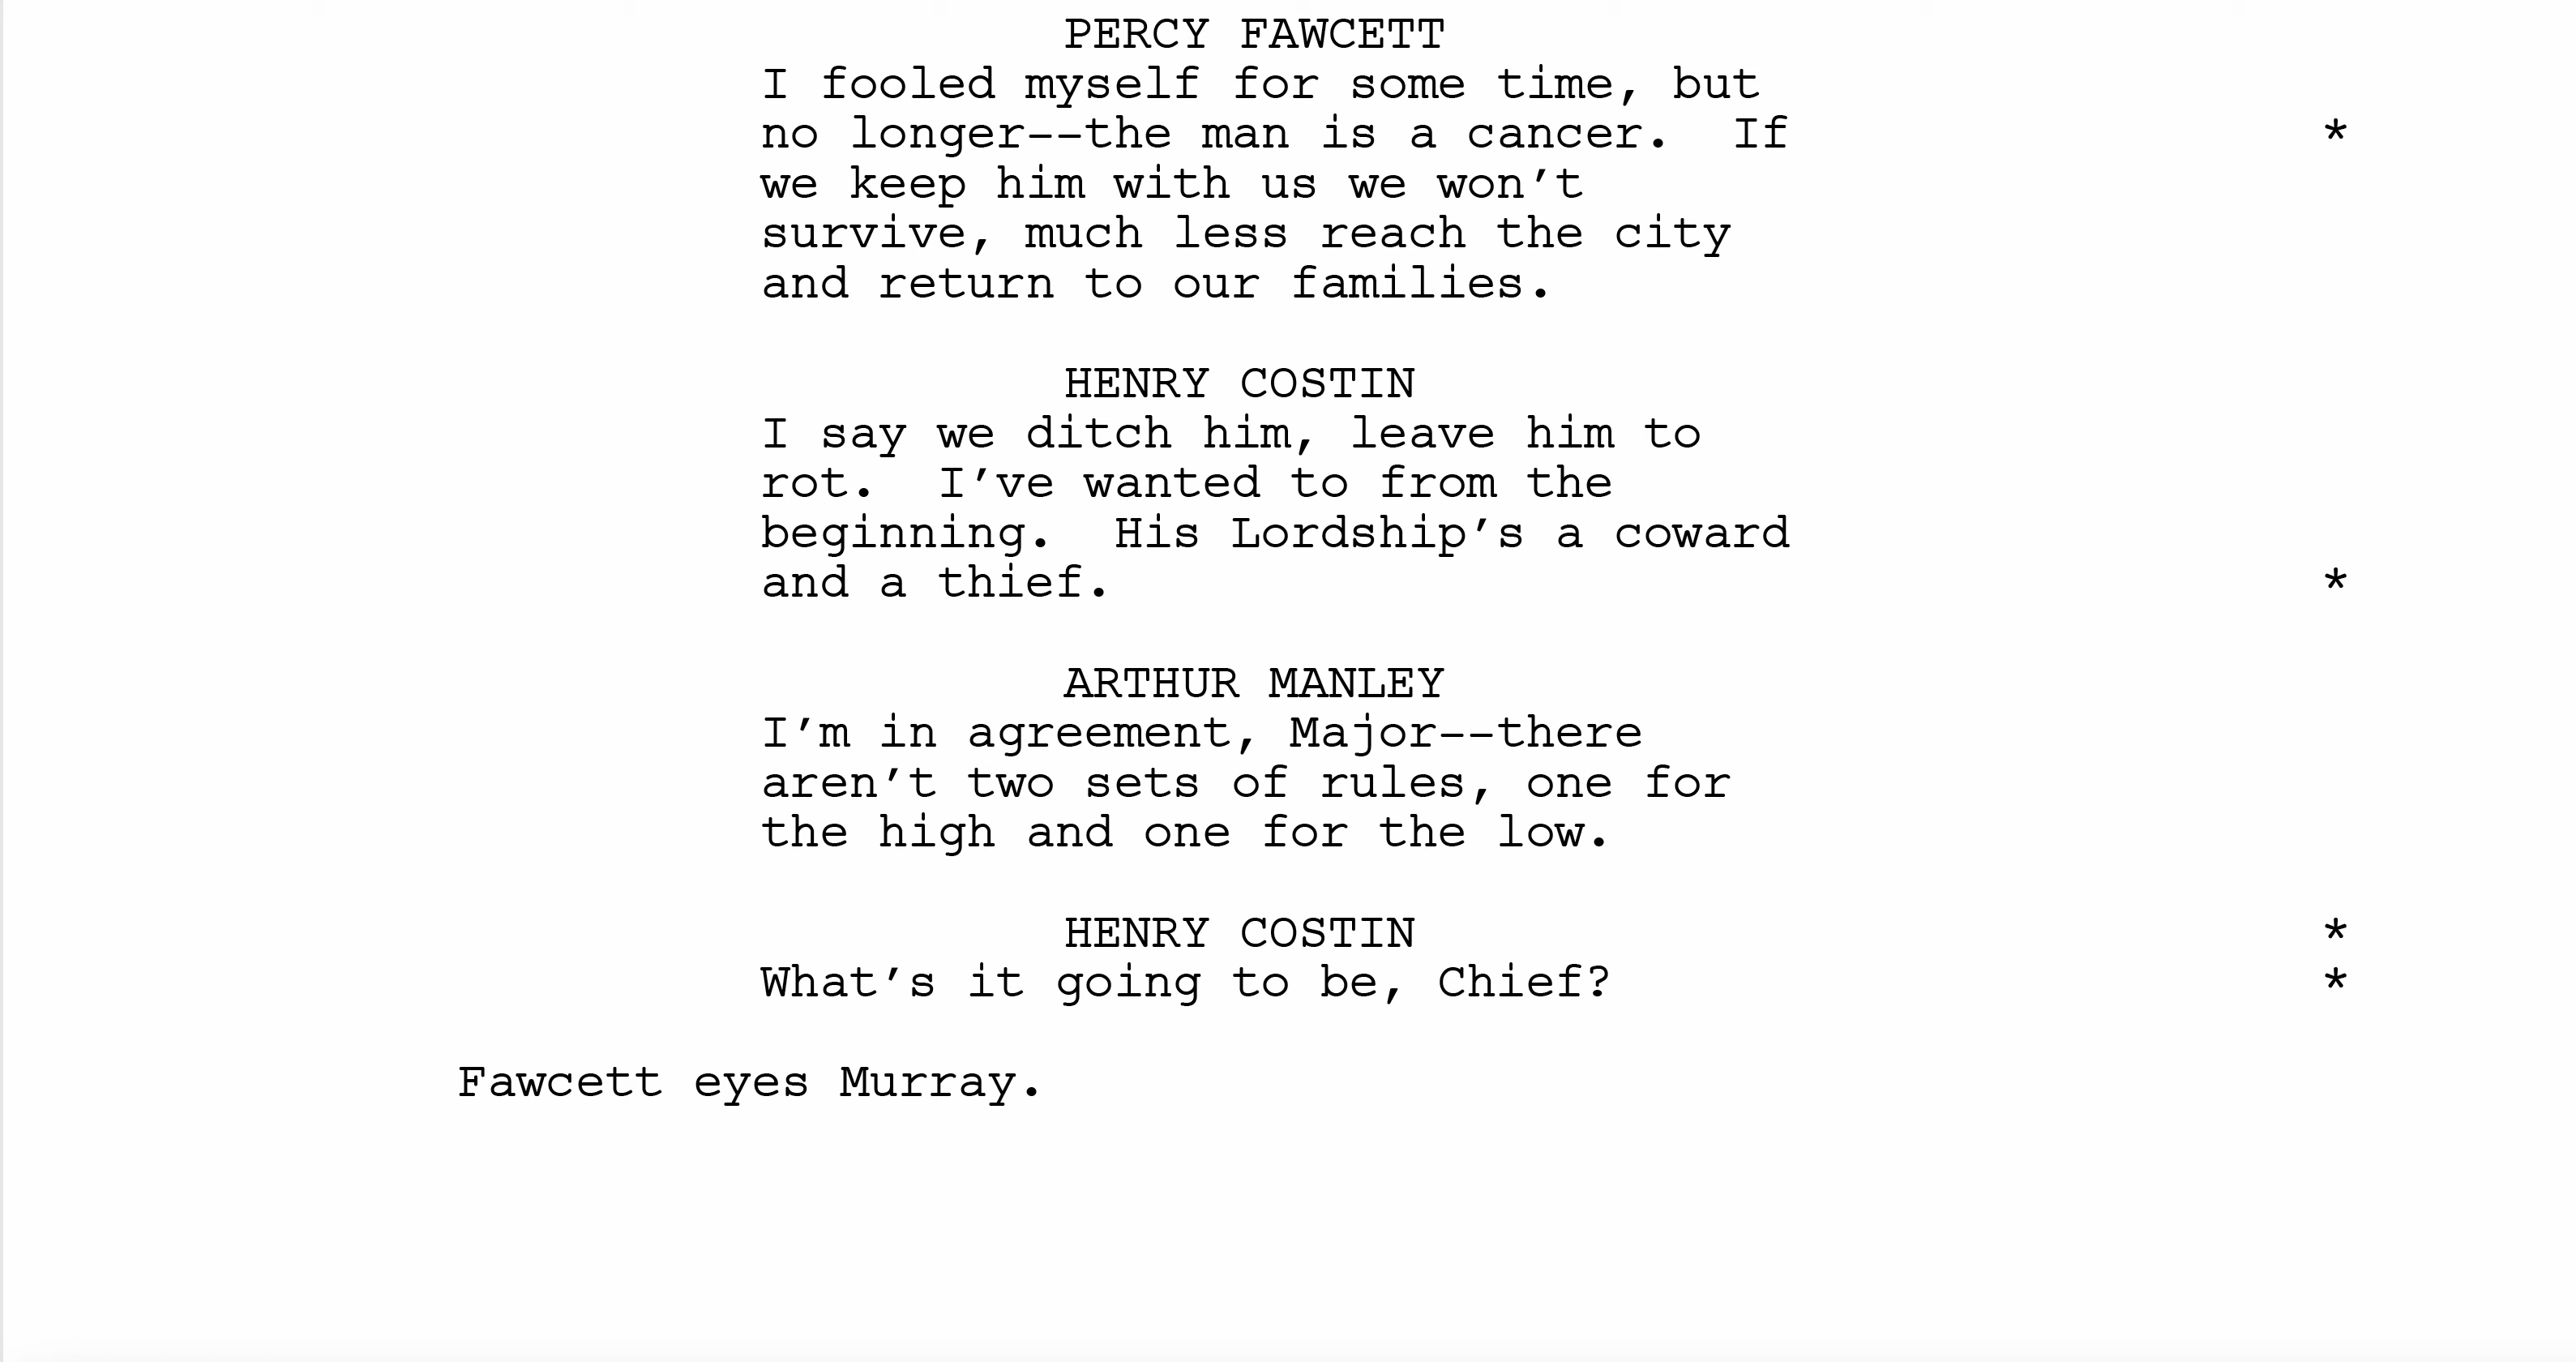 PERCY FAWCETT
I fooled myself for some time, but
no longer--the man is a cancer.  If *
we keep him with us we won’t
survive, much less reach the city
and return to our families.
HENRY COSTIN
I say we ditch him, leave him to
rot.  I’ve wanted to from the
beginning.  His Lordship’s a coward
and a thief. *
ARTHUR MANLEY
I’m in agreement, Major--there
aren’t two sets of rules, one for
the high and one for the low.
HENRY COSTIN *
What’s it going to be, Chief? *
Fawcett eyes Murray.